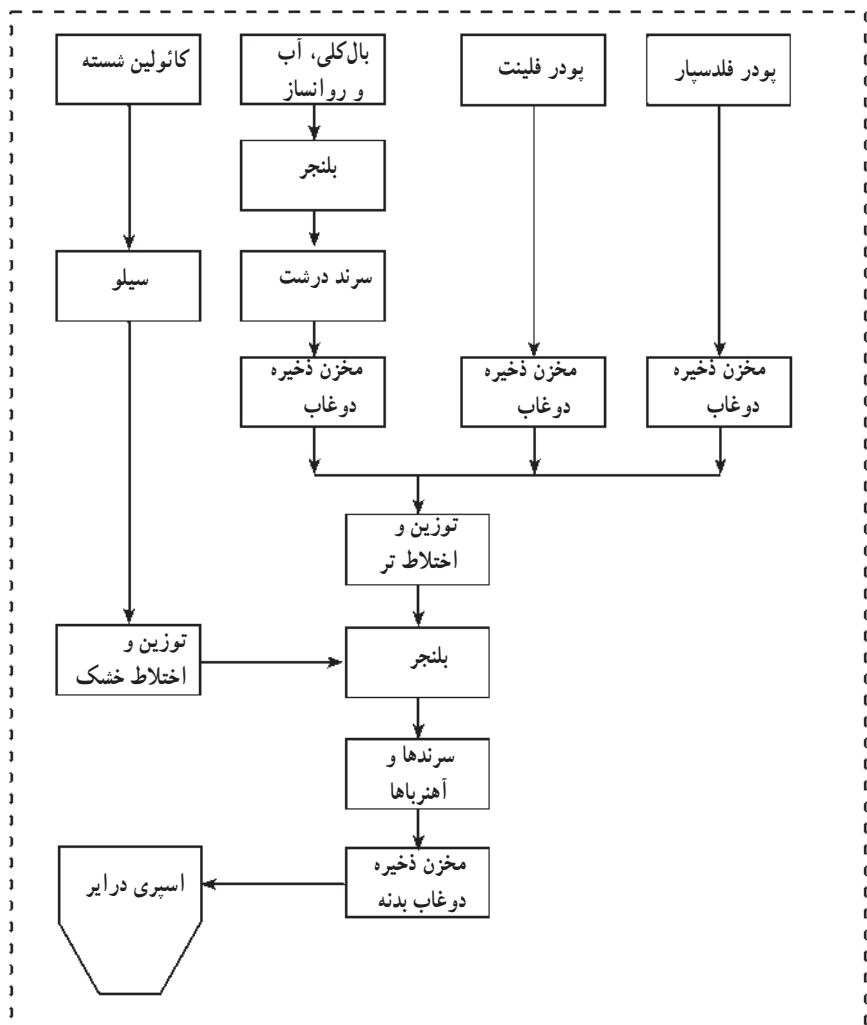 پودر فلدسپار
پودر فلینت
بال‌کلی، آب
و روانساز
کائولین شسته
بلنجر
سرند درشت
سیلو
مخزن ذخیره
دوغاب
مخزن ذخیره
دوغاب
مخزن ذخیره
دوغاب
توزین و
اختلاط تر
توزین و
اختلاط خشک
بلنجر
سرندها و
آهنرباها
مخزن ذخیره
دوغاب بدنه
اسپری درایر